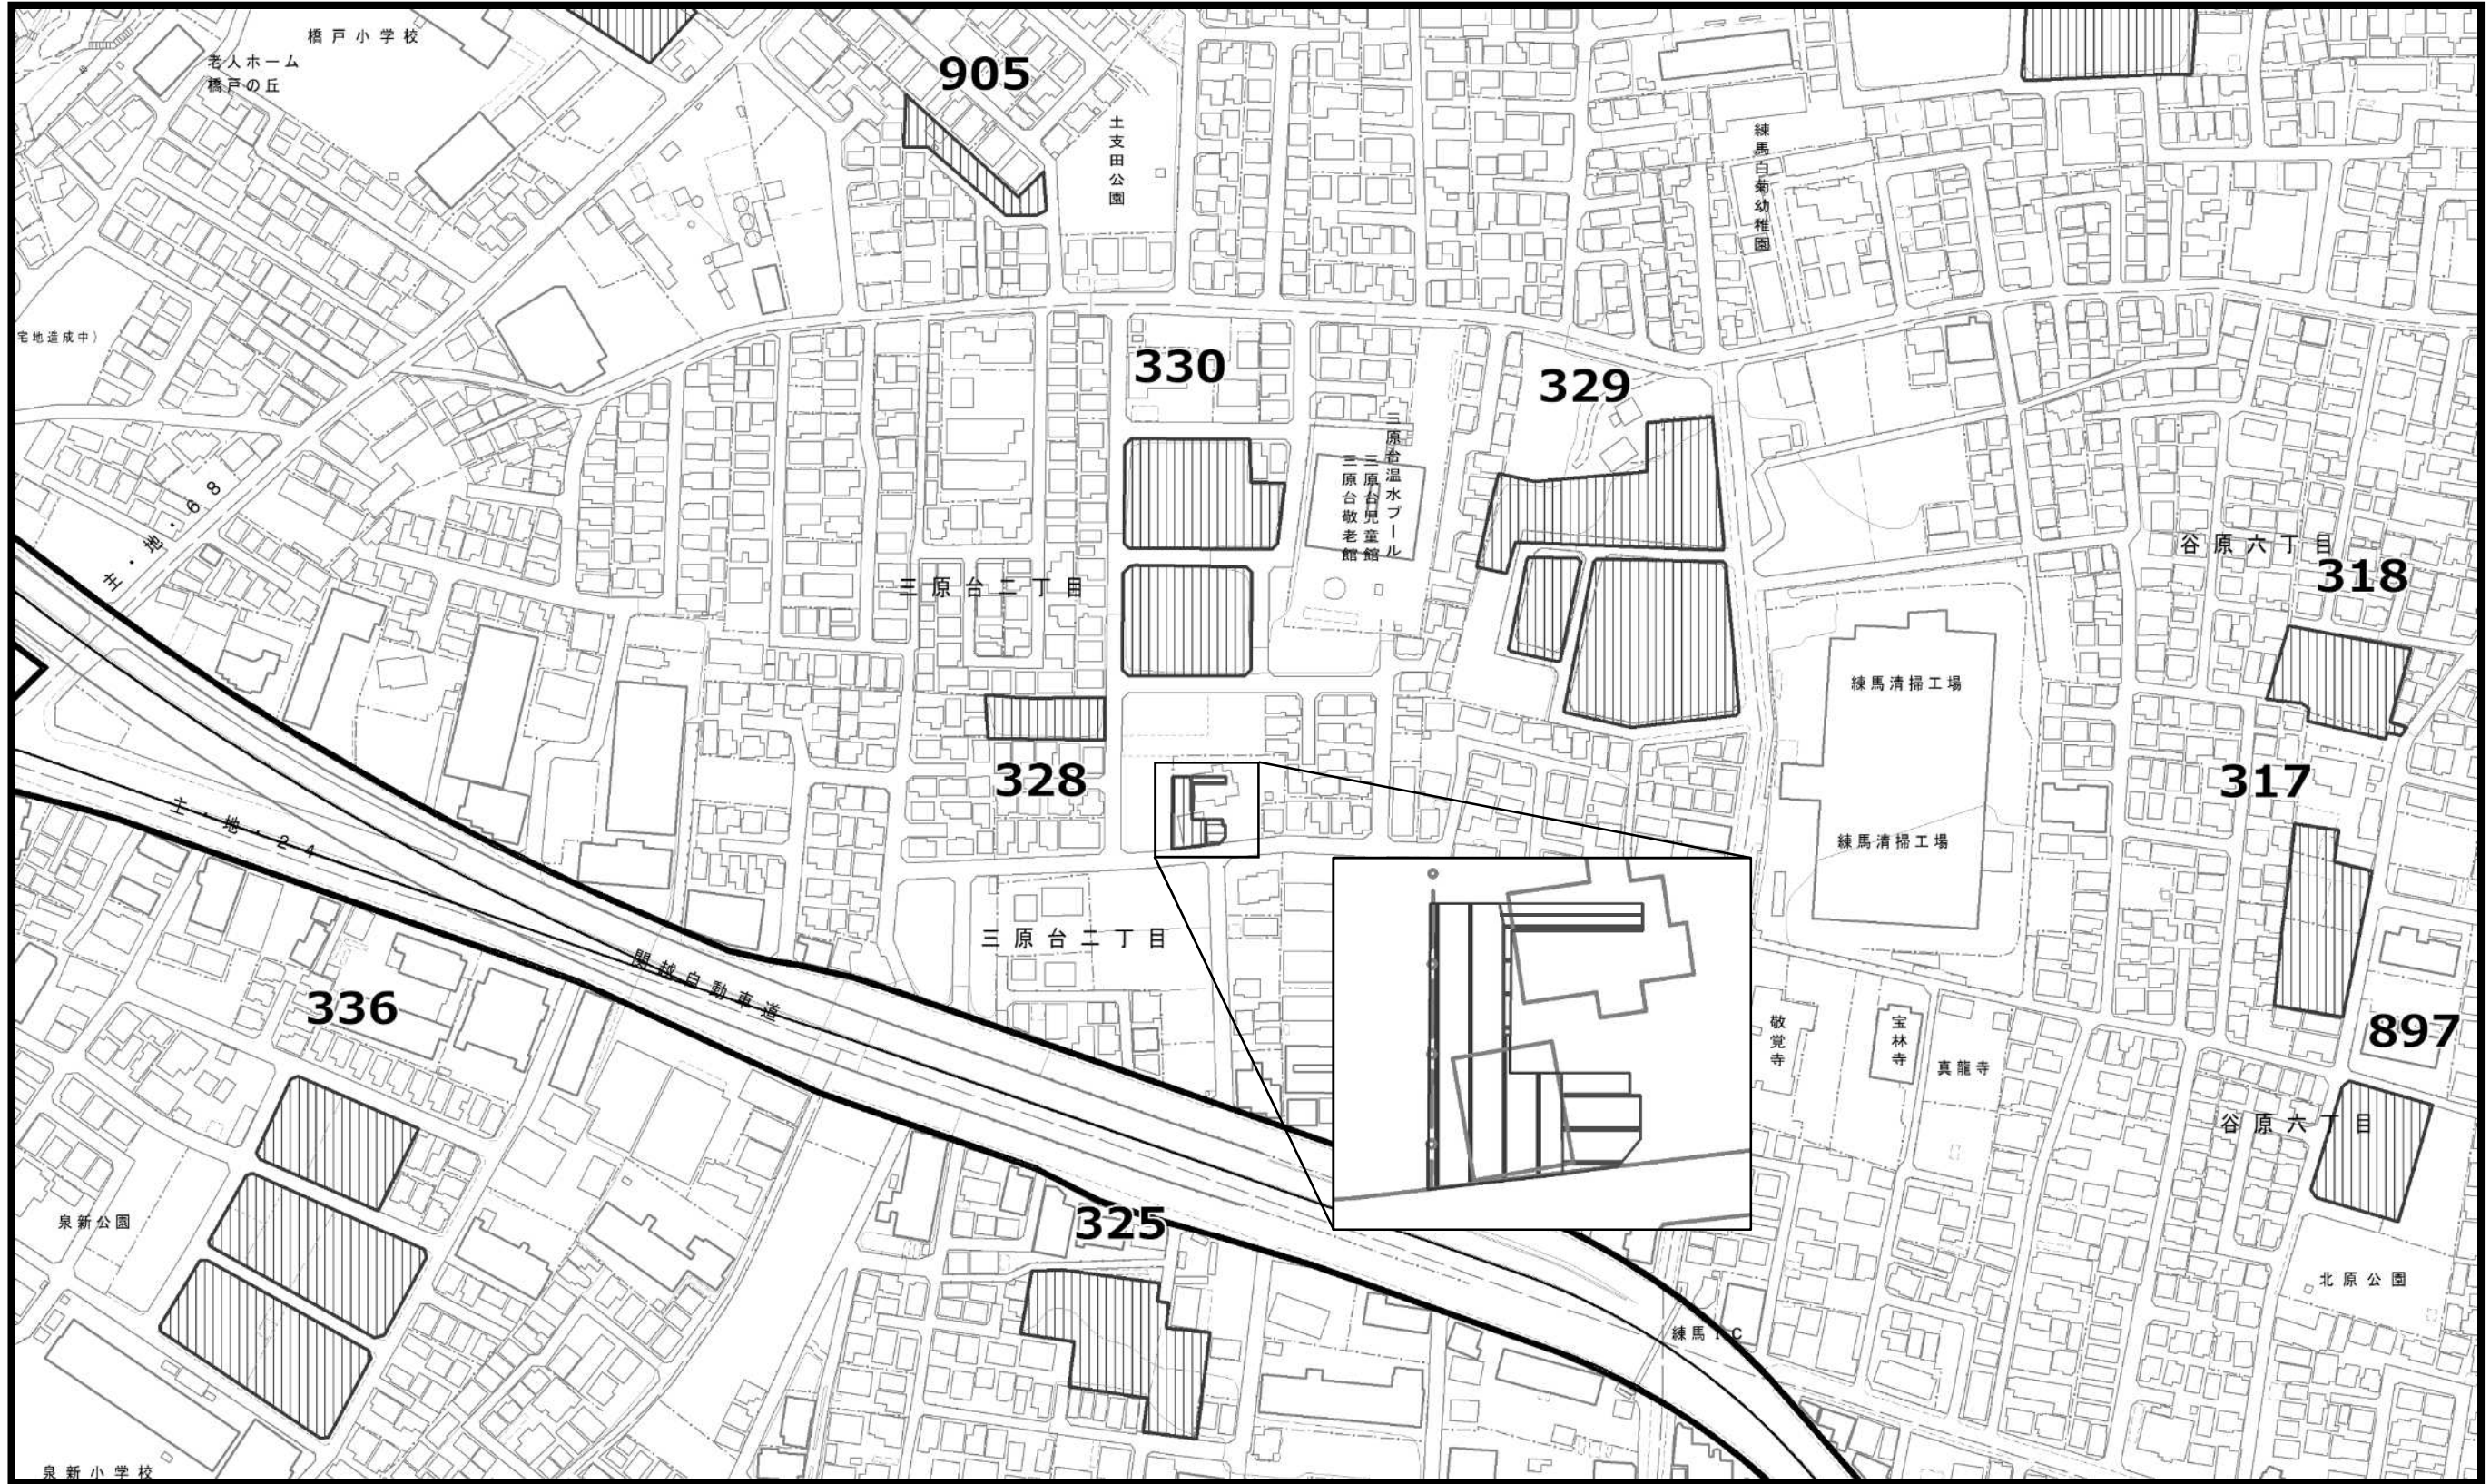 橋戸小学校
老人ホーム
橋戸の丘
905
土支田公園
練馬白菊幼稚園
宅地造成中)
330
329
三原台温水プール
三原台児童館
三原台敬老館
主・地・68
谷原六丁目
318
三原台二丁目
練馬清掃工場
328
317
主・地・24
練馬清掃工場
三原台二丁目
関越自動車道
336
敬覚寺
宝林寺
真龍寺
897
谷原六丁目
泉新公園
325
北原公園
練馬IC
泉新小学校